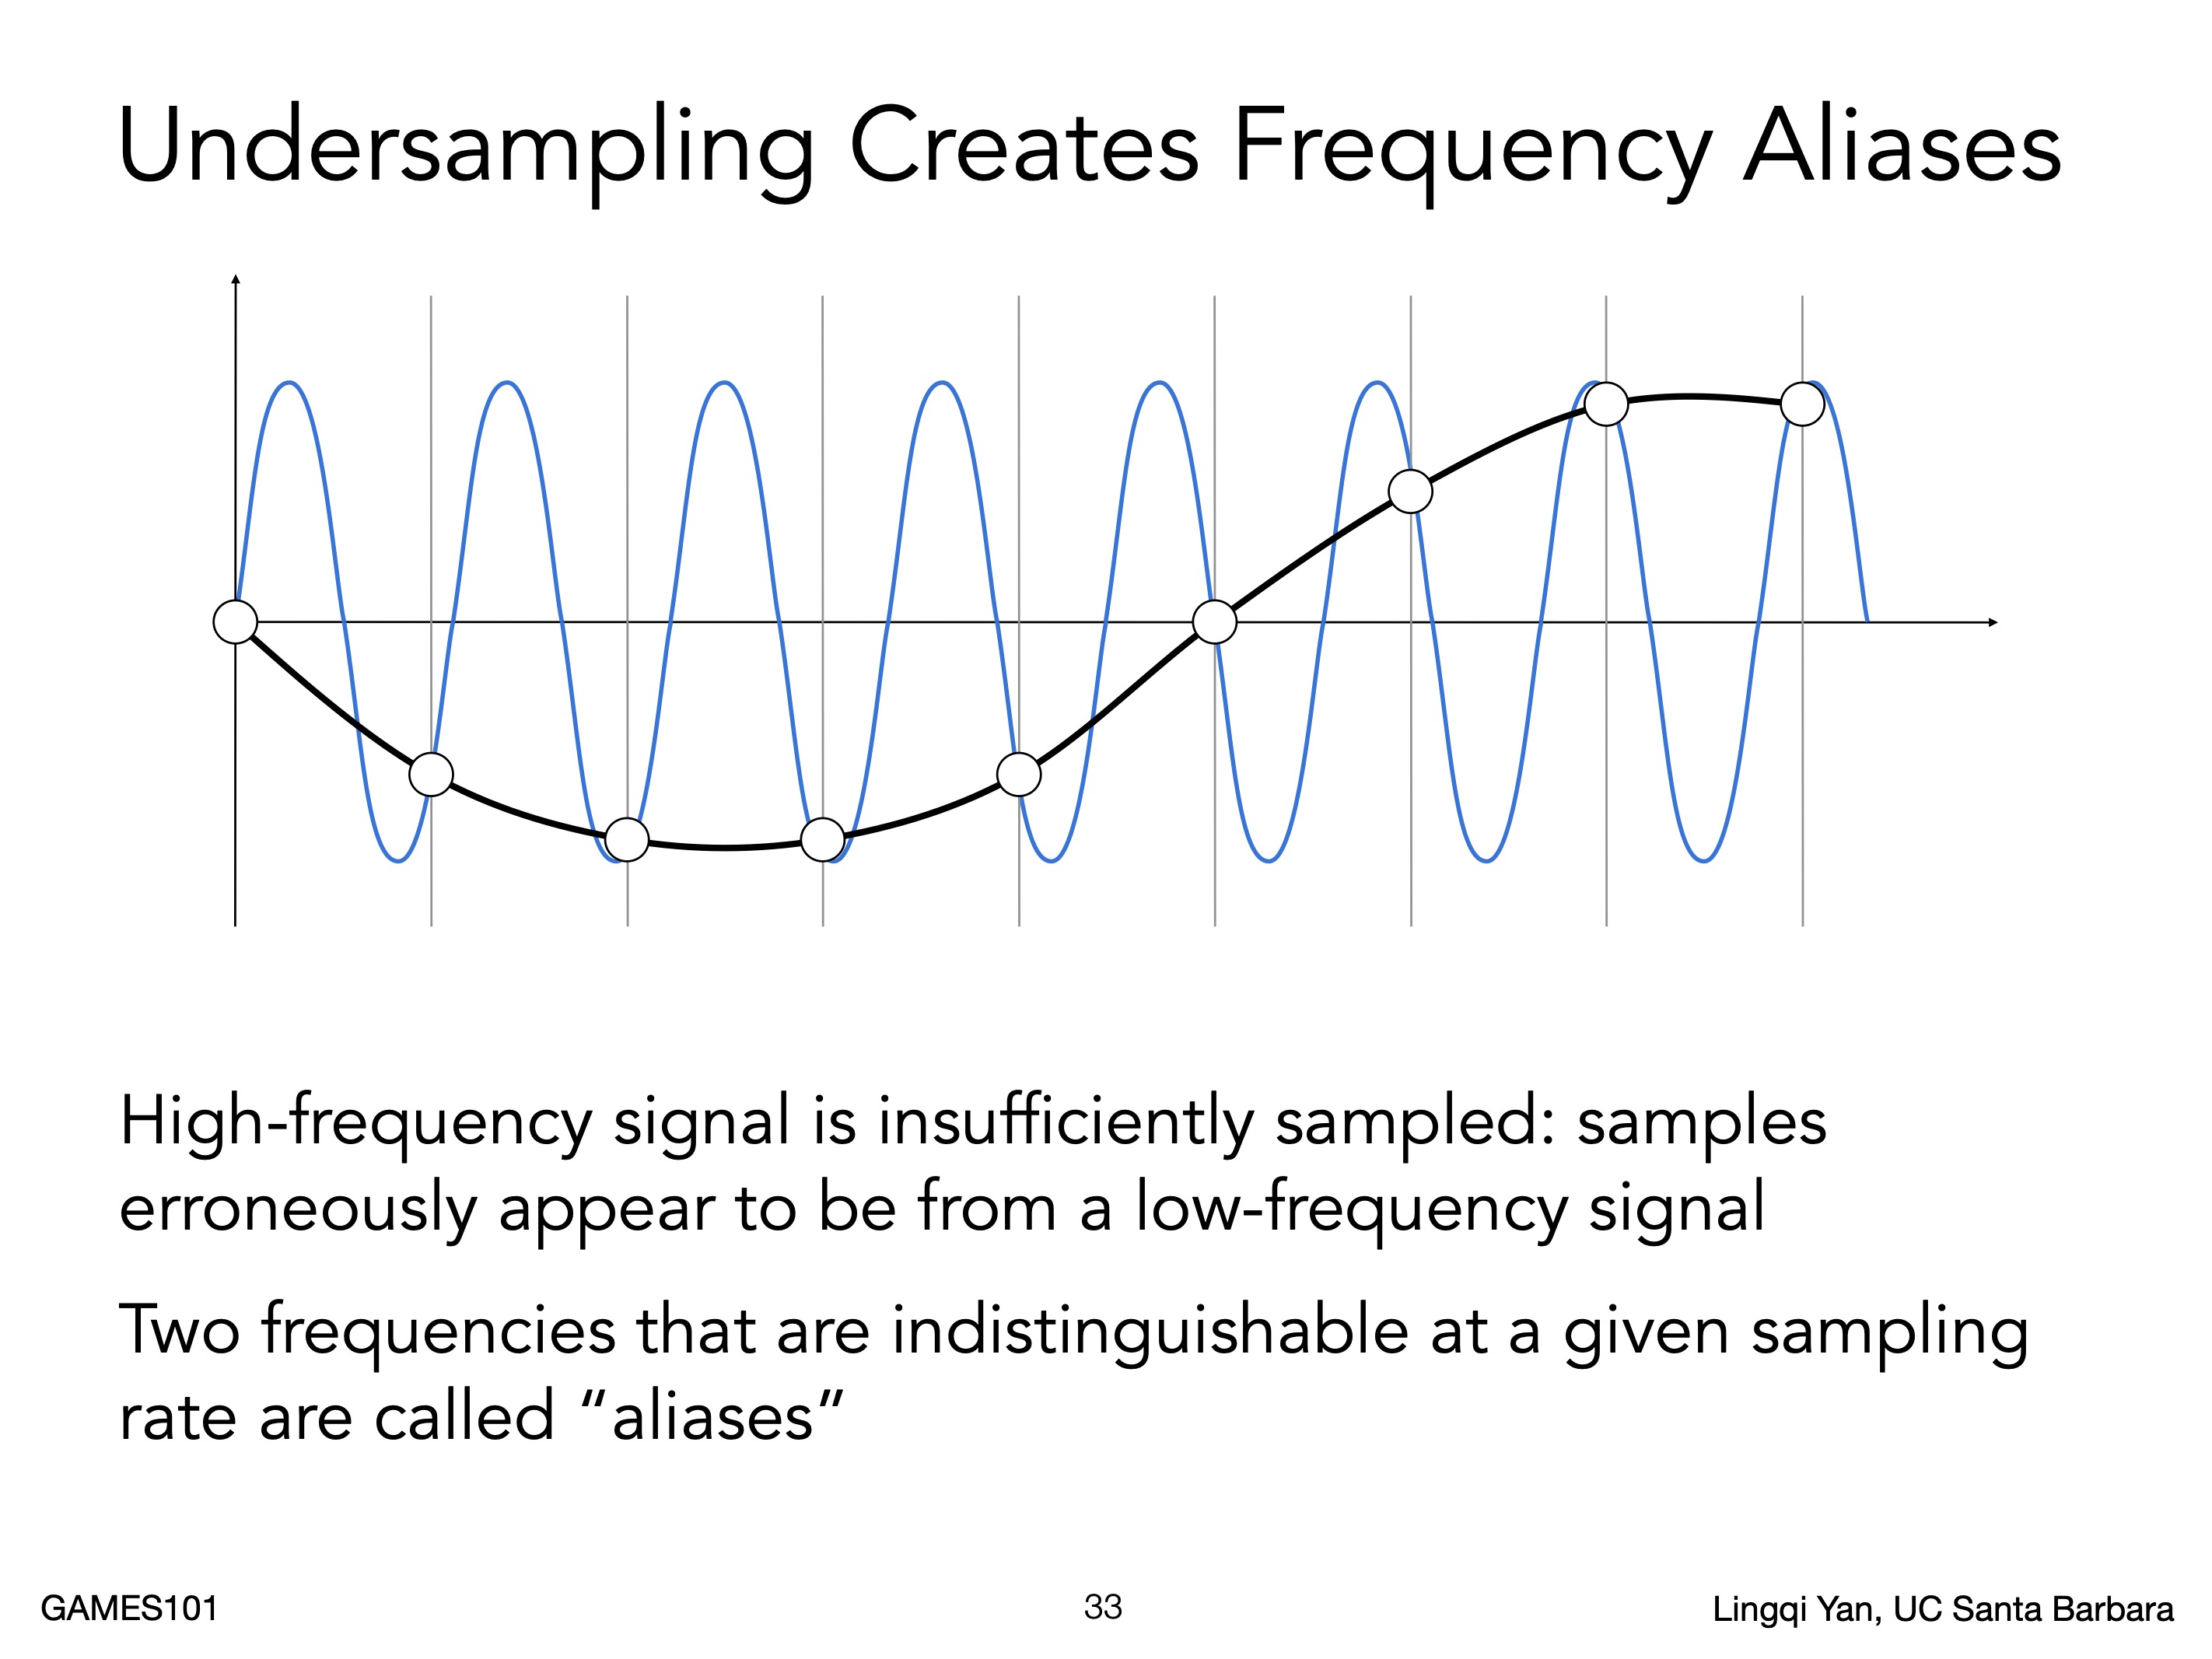 Undersampling Creates Frequency Aliases
High-frequency signal is insufficiently sampled: samples
erroneously appear to be from a low-frequency signal
Two frequencies that are indistinguishable at a given sampling
rate are called “aliases”
GAMES101
33
Lingqi Yan, UC Santa Barbara